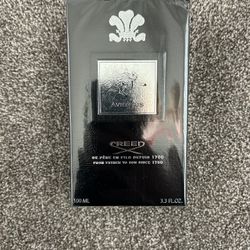 AVENTUS
CREED
DE PÈRE EN FILS DEPUIS 1760
FROM FATHER TO SON SINCE 1760
100 ML 3.3 FL.OZ.